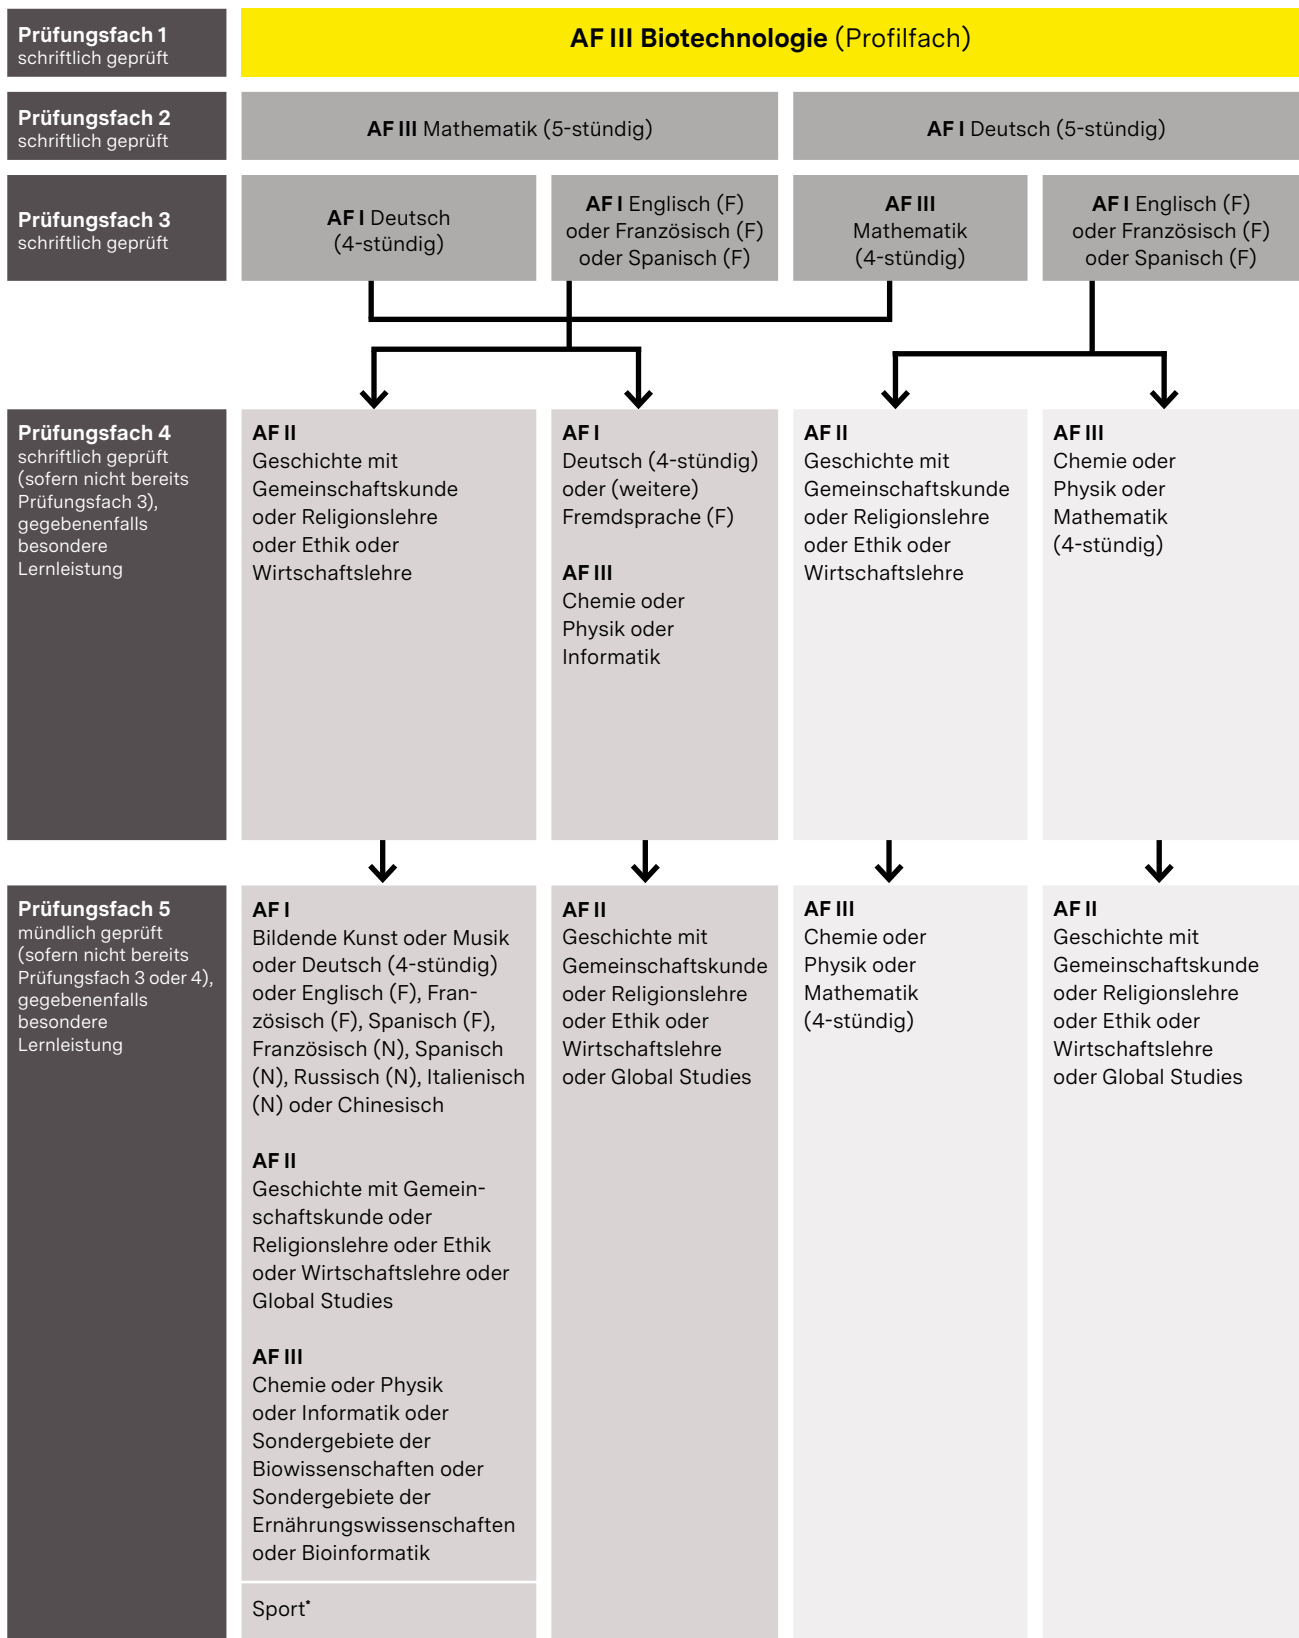 Prüfungsfach 1
schriftlich geprüft
AF III Biotechnologie (Profilfach)
Prüfungsfach 2
schriftlich geprüft
AF III Mathematik (5-stündig)
AF I Deutsch (5-stündig)
Prüfungsfach 3
schriftlich geprüft
AF I Deutsch
(4-stündig)
AF I Englisch (F)
oder Französisch (F)
oder Spanisch (F)
AF III
Mathematik
(4-stündig)
AF I Englisch (F)
oder Französisch (F)
oder Spanisch (F)
Prüfungsfach 4
schriftlich geprüft
(sofern nicht bereits
Prüfungsfach 3),
gegebenenfalls
besondere
Lernleistung
AF II
Geschichte mit
Gemeinschaftskunde
oder Religionslehre
oder Ethik oder
Wirtschaftslehre
AF I
Deutsch (4-stündig)
oder (weitere)
Fremdsprache (F)
AF III
Chemie oder
Physik oder
Informatik
AF II
Geschichte mit
Gemeinschaftskunde
oder Religionslehre
oder Ethik oder
Wirtschaftslehre
AF III
Chemie oder
Physik oder
Mathematik
(4-stündig)
Prüfungsfach 5
mündlich geprüft
(sofern nicht bereits
Prüfungsfach 3 oder 4),
gegebenenfalls
besondere
Lernleistung
AF I
Bildende Kunst oder Musik
oder Deutsch (4-stündig)
oder Englisch (F), Fran-
zösisch (F), Spanisch (F),
Französisch (N), Spanisch
(N), Russisch (N), Italienisch
(N) oder Chinesisch
AF II
Geschichte mit Gemein-
schaftskunde oder
Religionslehre oder Ethik
oder Wirtschaftslehre oder
Global Studies
AF III
Chemie oder Physik
oder Informatik oder
Sondergebiete der
Biowissenschaften oder
Sondergebiete der
Ernährungswissenschaften
oder Bioinformatik
Sport*
AF II
Geschichte mit
Gemeinschaftskunde
oder Religionslehre
oder Ethik oder
Wirtschaftslehre
oder Global Studies
AF III
Chemie oder
Physik oder
Mathematik
(4-stündig)
AF II
Geschichte mit
Gemeinschaftskunde
oder Religionslehre
oder Ethik oder
Wirtschaftslehre
oder Global Studies